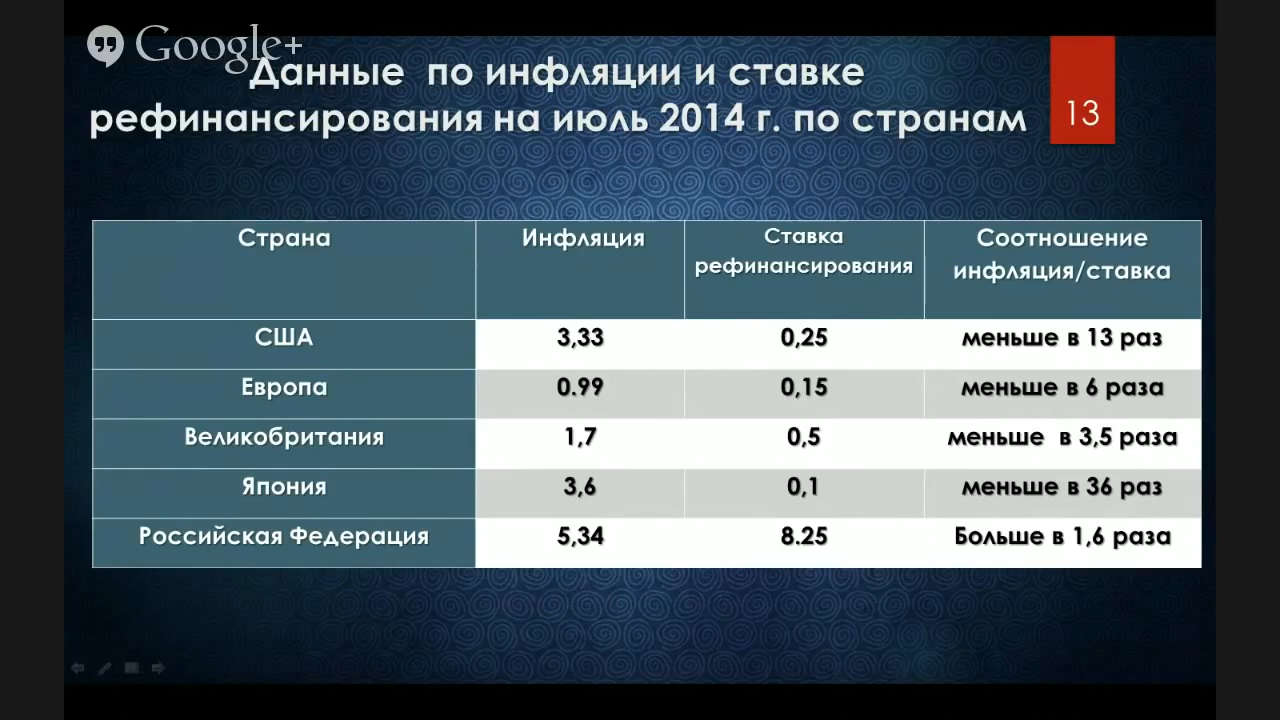 Google+
Данные по инфляции и ставке
рефинансирования на июль 2014 г. по странам
13
Страна
Инфляция
Ставка
рефинансирования
Соотношение
инфляция/ставка
США
3,33
0,25
меньше в 13 раз
Европа
0.99
0,15
меньше в 6 раза
Великобритания
1,7
0,5
меньше в 3,5 раза
Япония
3,6
0,1
меньше в 36 раз
Российская Федерация
5,34
8.25
Больше в 1,6 раза